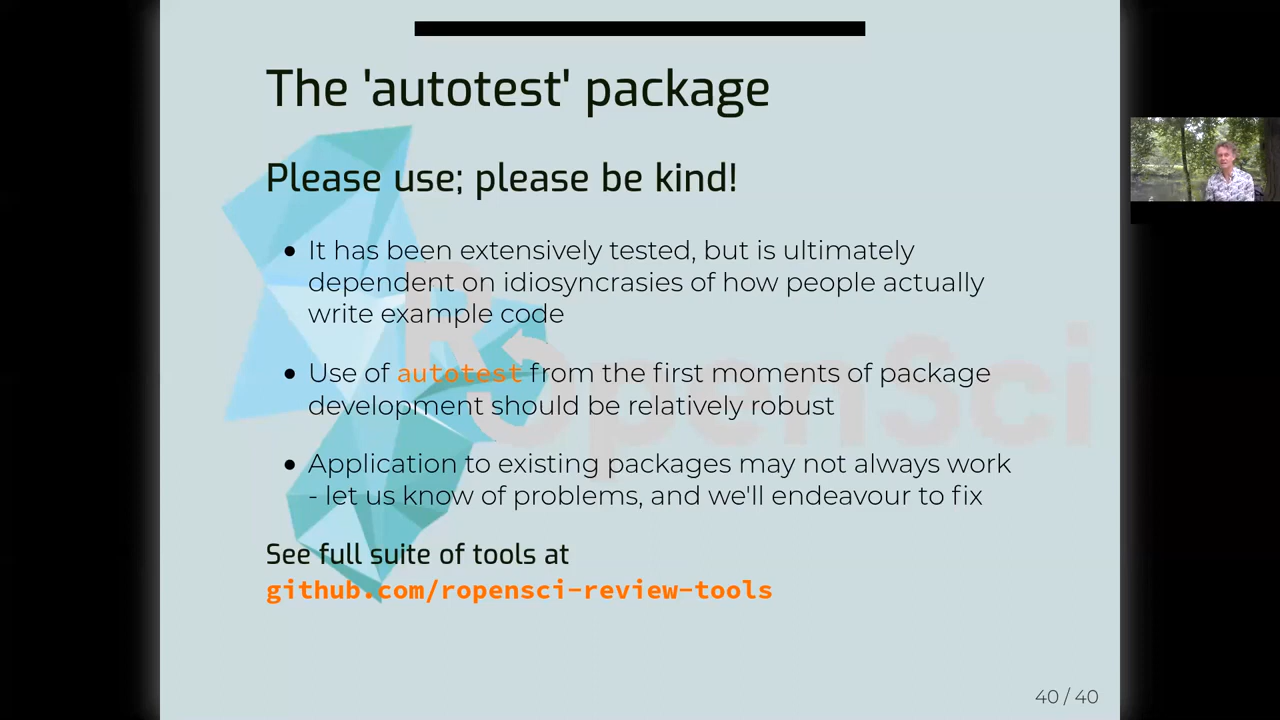 The 'autotest' package
Please use; please be kind!
• It has been extensively tested, but is ultimately
dependent on idiosyncrasies of how people actually
write example code
• Use of autotest from the first moments of package
development should be relatively robust
• Application to existing packages may not always work
- let us know of problems, and we'll endeavour to fix
See full suite of tools at
github.com/ropensci-review-tools
ROpenSci
40 / 40